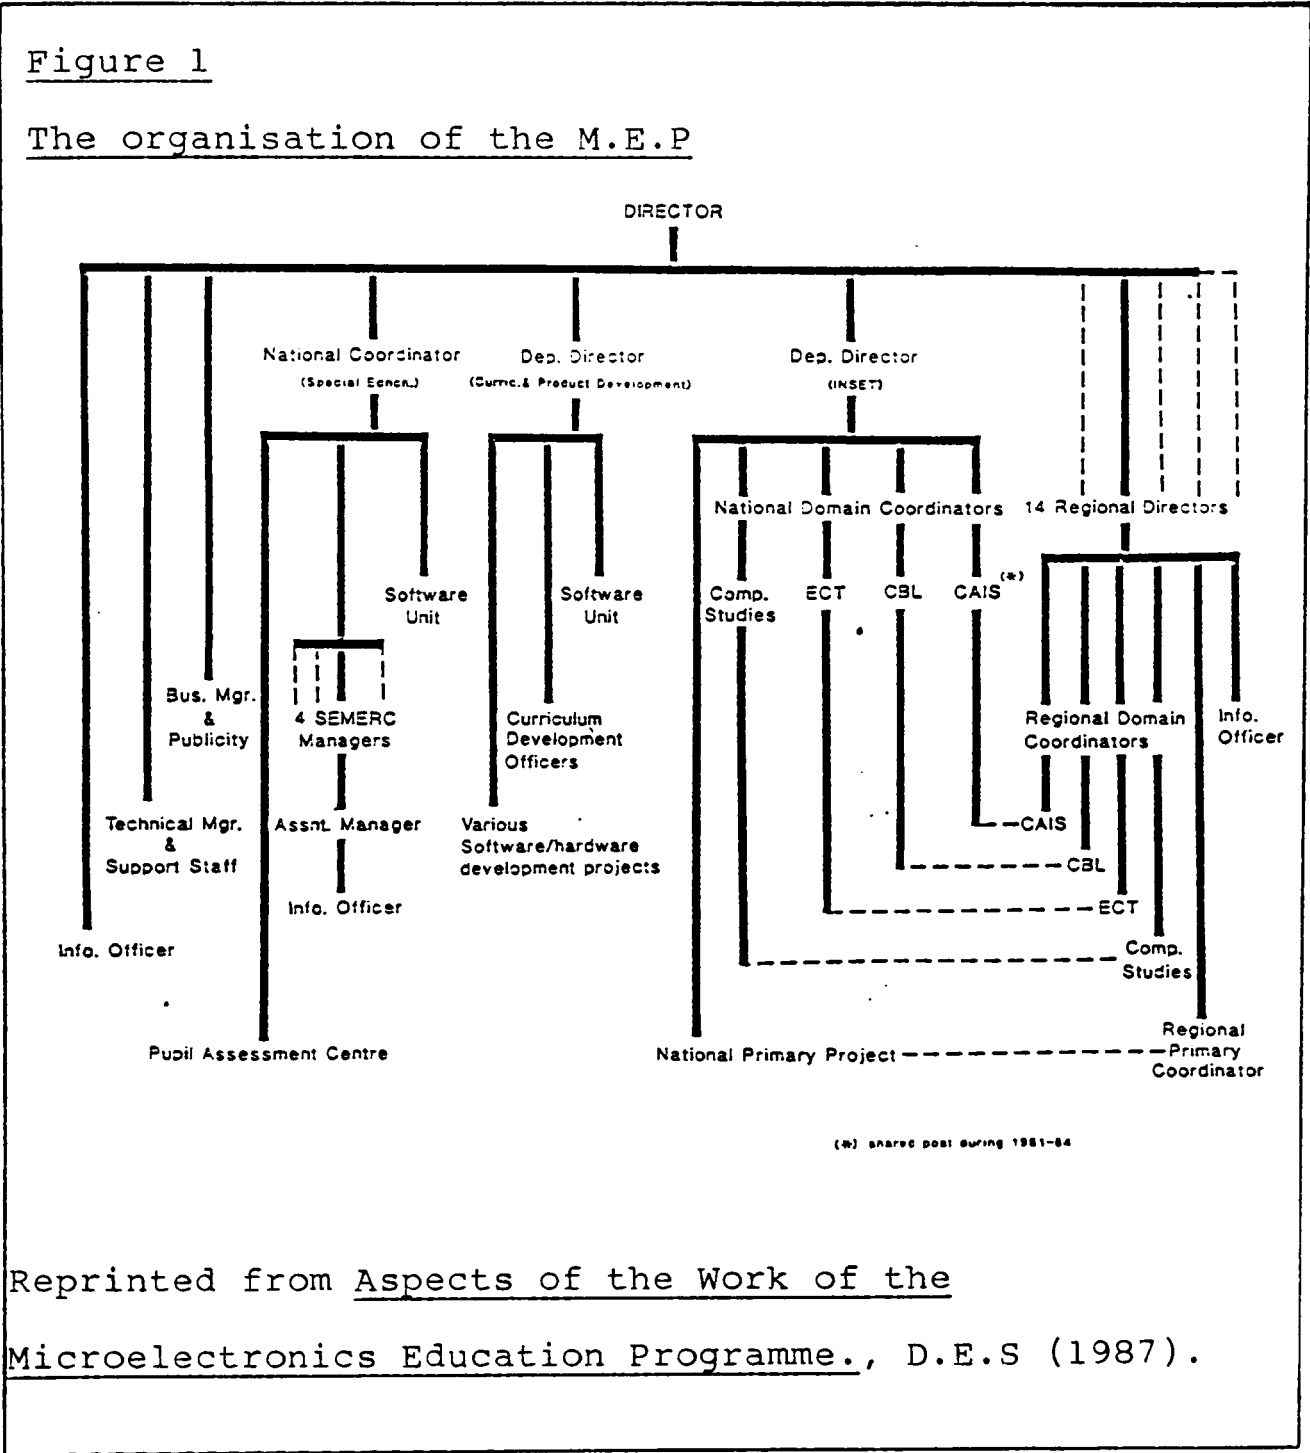 Figure 1
The organisation of the M.E.P
DIRECTOR
National Coordinator
(Special Edncn.)
Dep. Director
(Curric.& Product Development)
Dep. Director
(INSET)
National Domain Coordinators
14 Regional Directors
Software
Unit
Software
Unit
Comp.
Studies
ECT
CBL
CAIS(*)
Bus. Mgr.
&
Publicity
4 SEMERC
Managers
Curriculum
Development
Officers
Regional Domain
Coordinators
Info.
Officer
Technical Mgr.
&
Support Staff
Assnt. Manager
Various
Software/hardware
development projects
CAIS
CBL
Info. Officer
ECT
Info. Officer
Comp.
Studies
Pupil Assessment Centre
National Primary Project
Regional
Primary
Coordinator
(*) shared post during 1981-84
Reprinted from Aspects of the Work of the
Microelectronics Education Programme., D.E.S (1987).